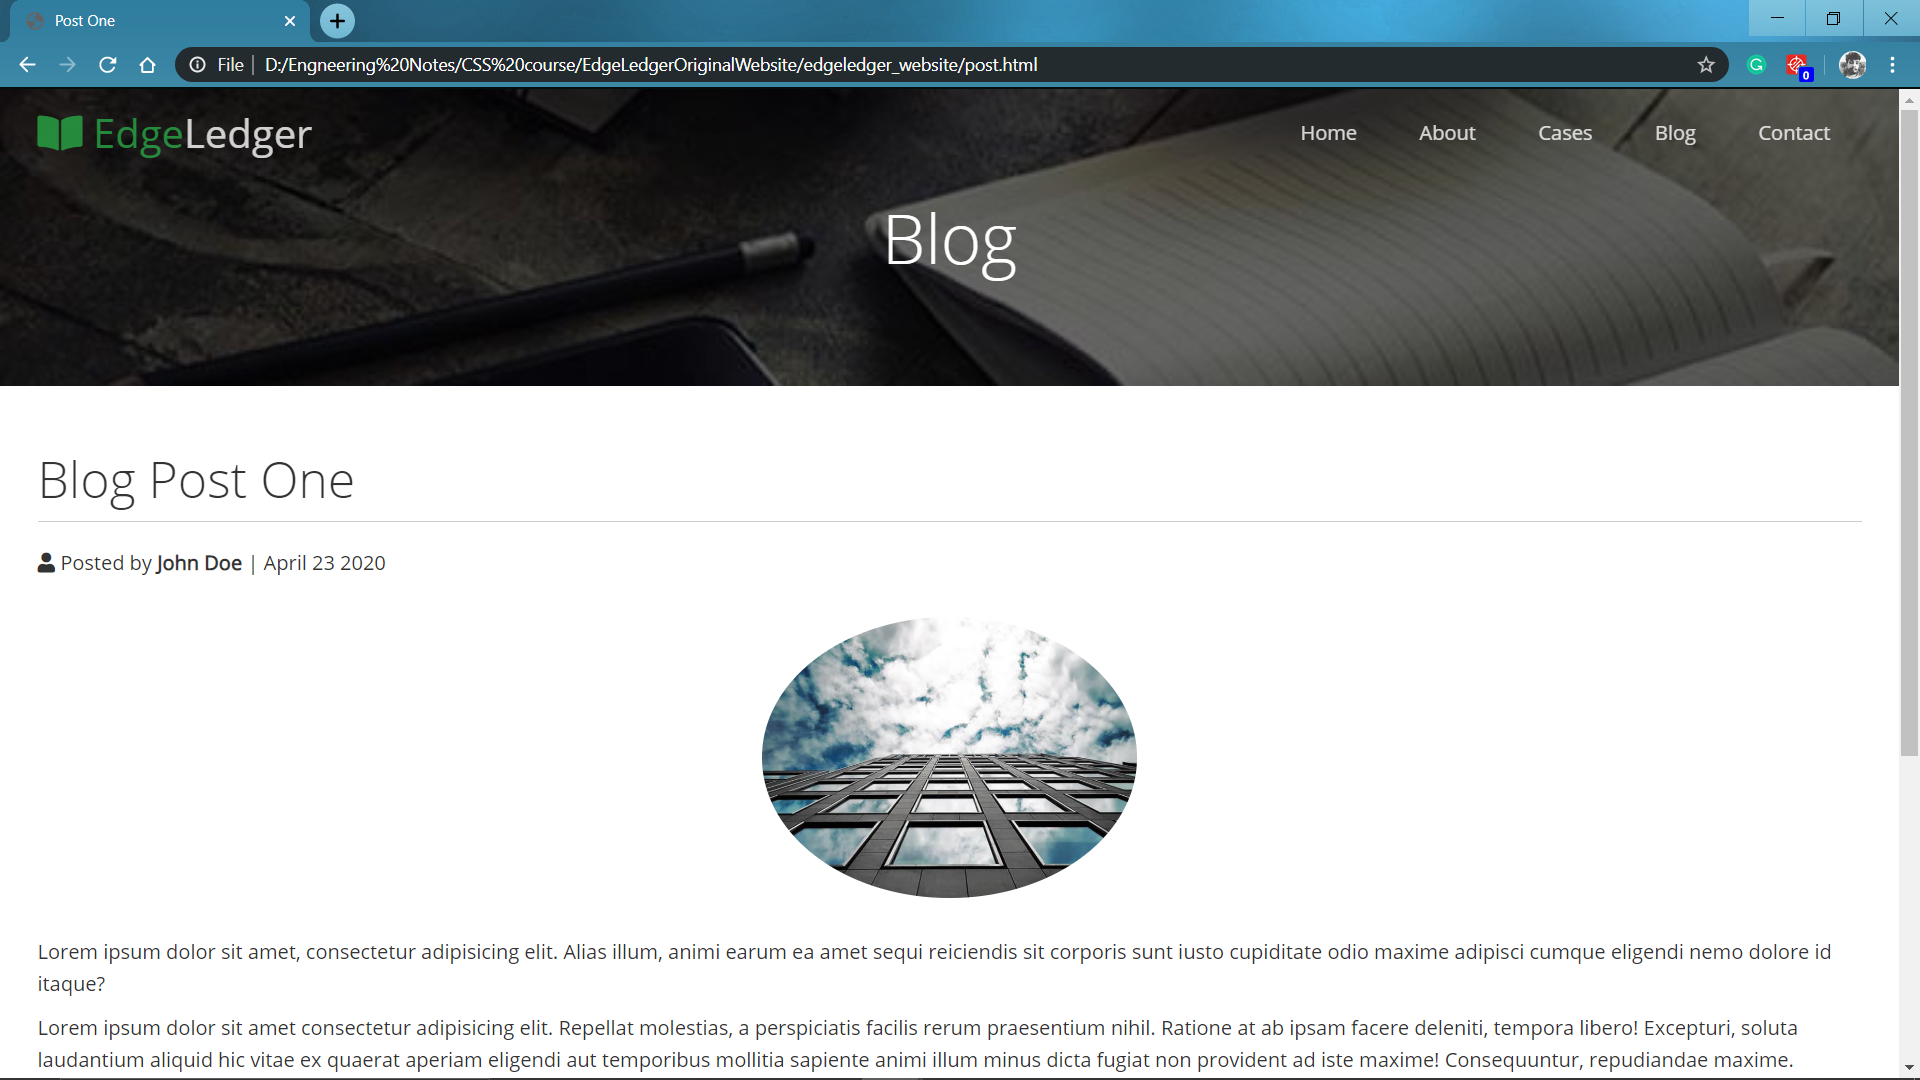 Post One
File | D:/Engneering%20Notes/CSS%20course/EdgeLedgerOriginalWebsite/edgeledger_website/post.html
0
EdgeLedger
Home About Cases Blog Contact
Blog
Blog Post One
Posted by John Doe | April 23 2020
Lorem ipsum dolor sit amet, consectetur adipisicing elit. Alias illum, animi earum ea amet sequi reiciendis sit corporis sunt iusto cupiditate odio maxime adipisci cumque eligendi nemo dolore id
itaque?
Lorem ipsum dolor sit amet consectetur adipisicing elit. Repellat molestias, a perspiciatis facilis rerum praesentium nihil. Ratione at ab ipsam facere deleniti, tempora libero! Excepturi, soluta
laudantium aliquid hic vitae ex quaerat aperiam eligendi aut temporibus mollitia sapiente animi illum minus dicta fugiat non provident ad iste maxime! Consequuntur, repudiandae maxime.